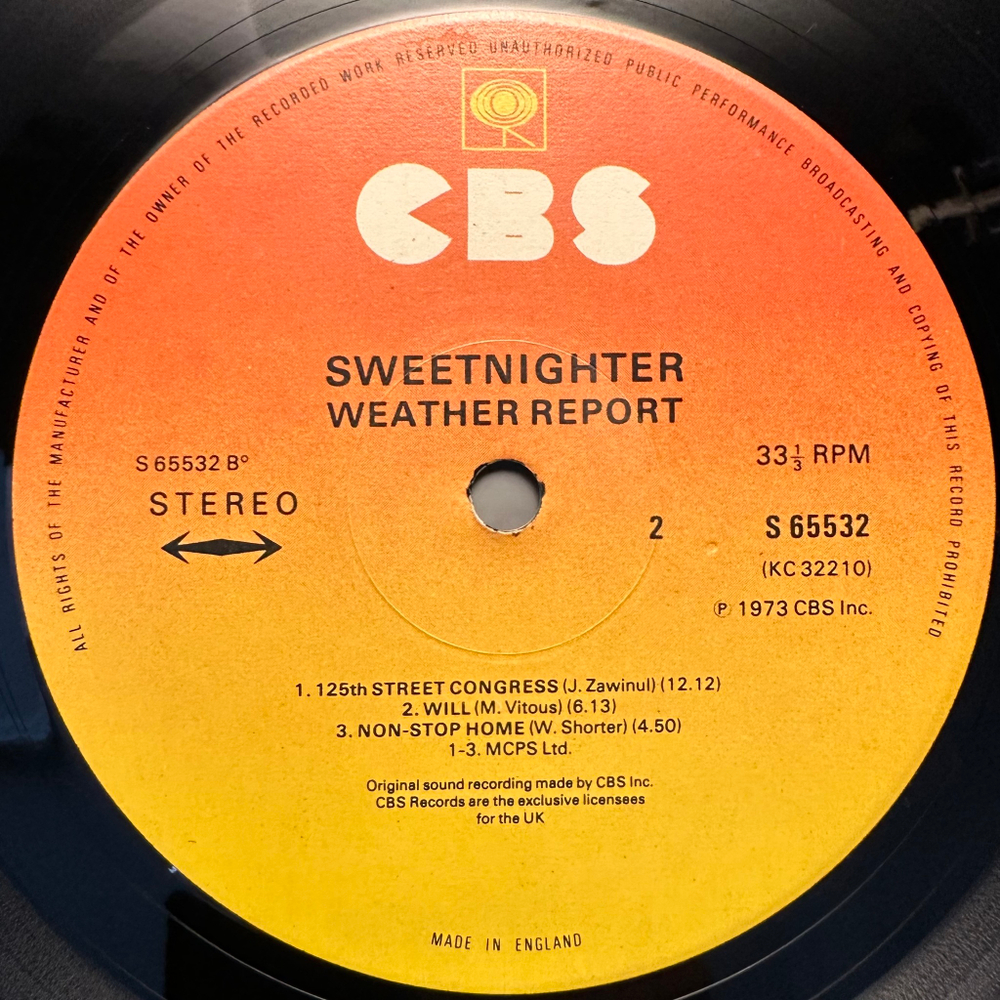 ALL RIGHTS OF THE MANUFACTURER AND OF THE OWNER OF THE RECORDED WORK RESERVED UNAUTHORIZED PUBLIC PERFORMANCE BROADCASTING AND COPYING OF THIS RECORD PROHIBITED
CBS
SWEETNIGHTER
WEATHER REPORT
S 65532 B°
STEREO
33⅓ RPM
2 S 65532
(KC 32210)
℗ 1973 CBS Inc.
1. 125th STREET CONGRESS (J. Zawinul) (12.12)
2. WILL (M. Vitous) (6.13)
3. NON-STOP HOME (W. Shorter) (4.50)
1-3. MCPS Ltd.
Original sound recording made by CBS Inc.
CBS Records are the exclusive licensees
for the UK
MADE IN ENGLAND